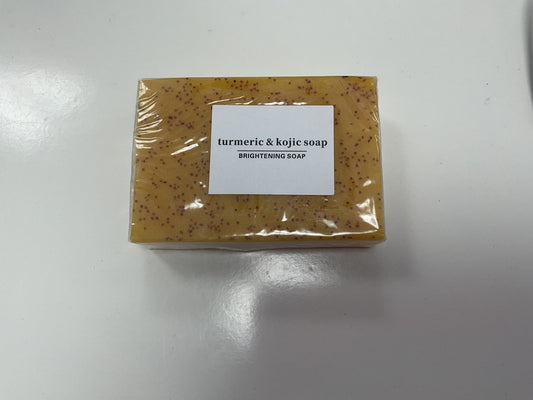 turmeric & kojic soap
BRIGHTENING SOAP